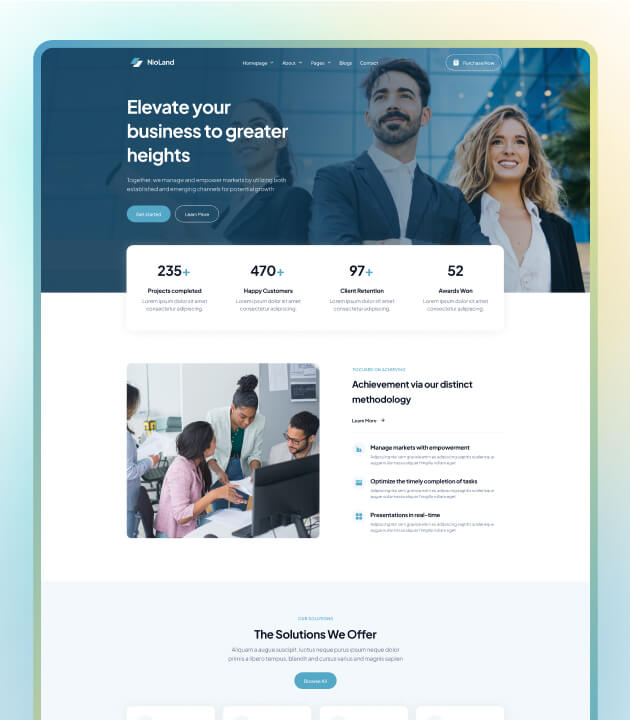 NioLand
Homepage
About
Pages
Blogs
Contact
Purchase Now
Elevate your
business to greater
heights
Together, we manage and empower markets by utilizing both
established and emerging channels for potential growth
Get started
Learn More
235+
470+
97+
52
Projects completed
Happy Customers
Client Retention
Awards Won
Lorem ipsum dolor sit amet
consectetur adipiscing.
Lorem ipsum dolor sit amet
consectetur adipiscing.
Lorem ipsum dolor sit amet
consectetur adipiscing.
Lorem ipsum dolor sit amet
consectetur adipiscing.
FOCUSED ON ACHIEVING
Achievement via our distinct
methodology
Learn More
Manage markets with empowerment
Optimize the timely completion of tasks
Presentations in real-time
OUR SOLUTIONS
The Solutions We Offer
Aliquam a augue suscipit, luctus neque purus ipsum neque dolor
primis a libero tempus, blandit and cursus varius and magnis sapien
Browse All